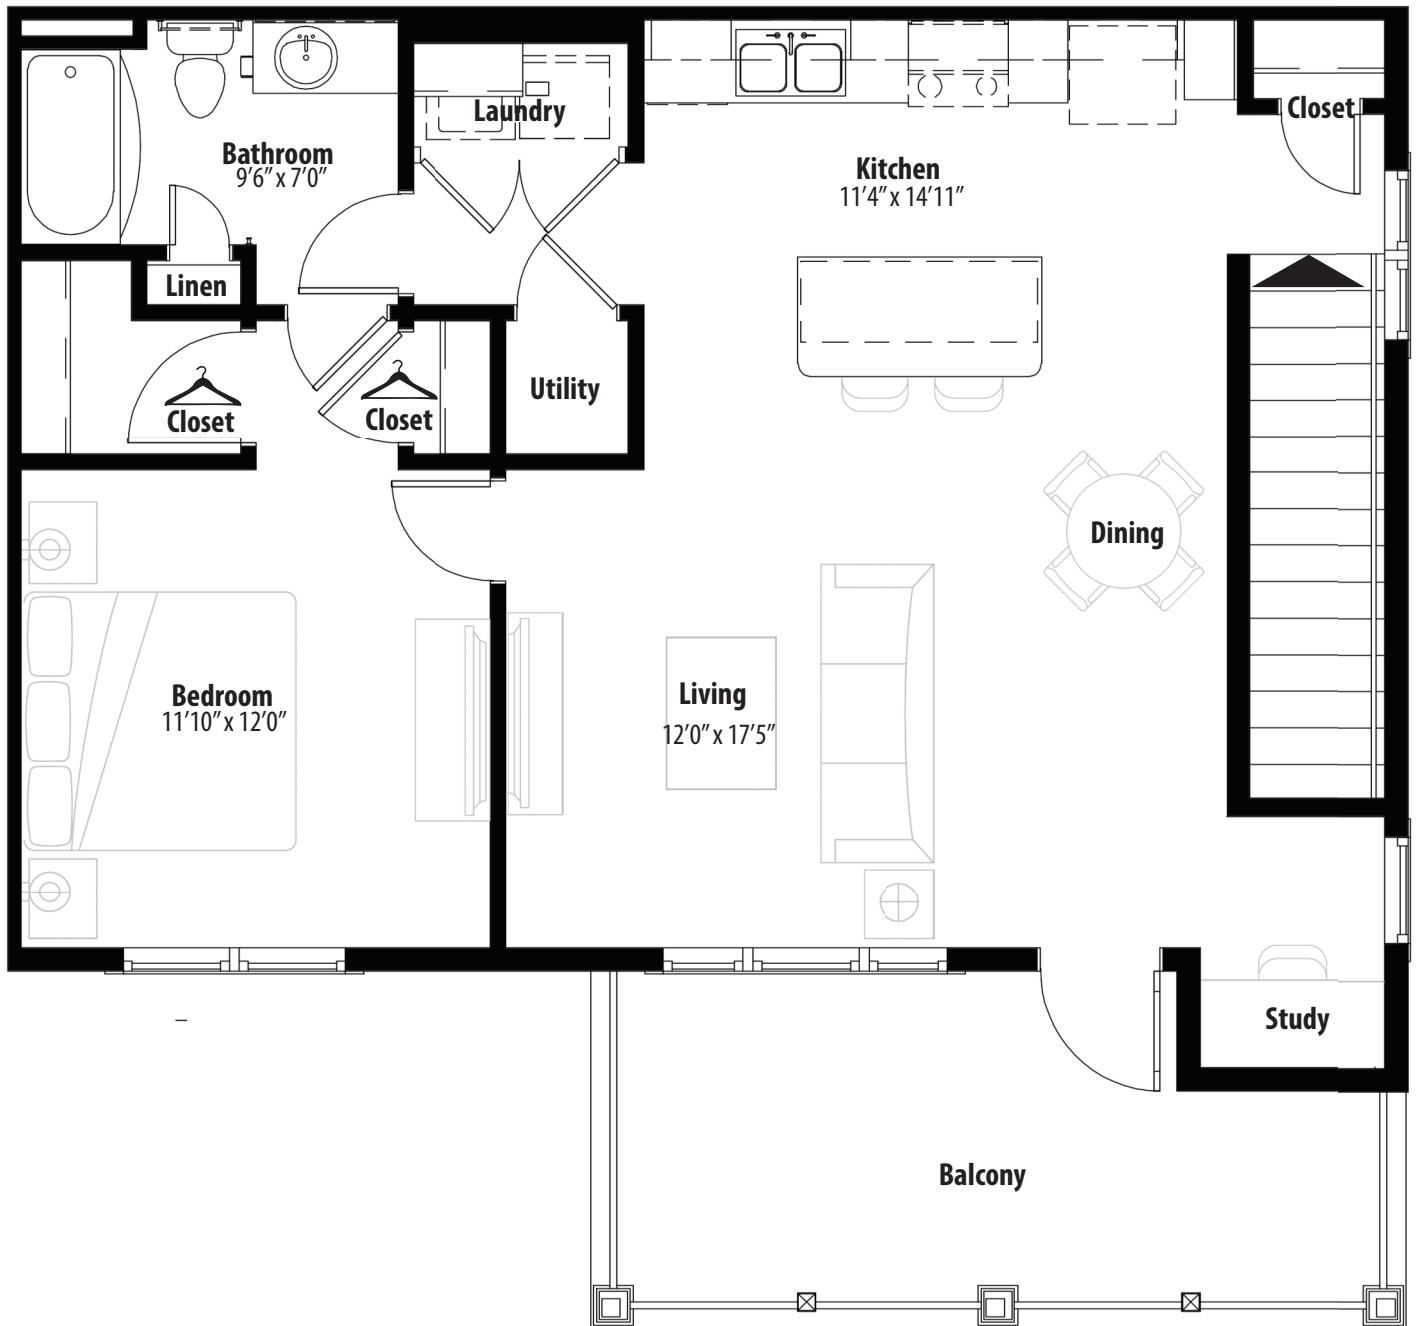 Laundry
Closet
Bathroom
9'6" x 7'0"
Kitchen
11'4" x 14'11"
Linen
Utility
Closet
Closet
Dining
Bedroom
11'10" x 12'0"
Living
12'0" x 17'5"
Study
Balcony